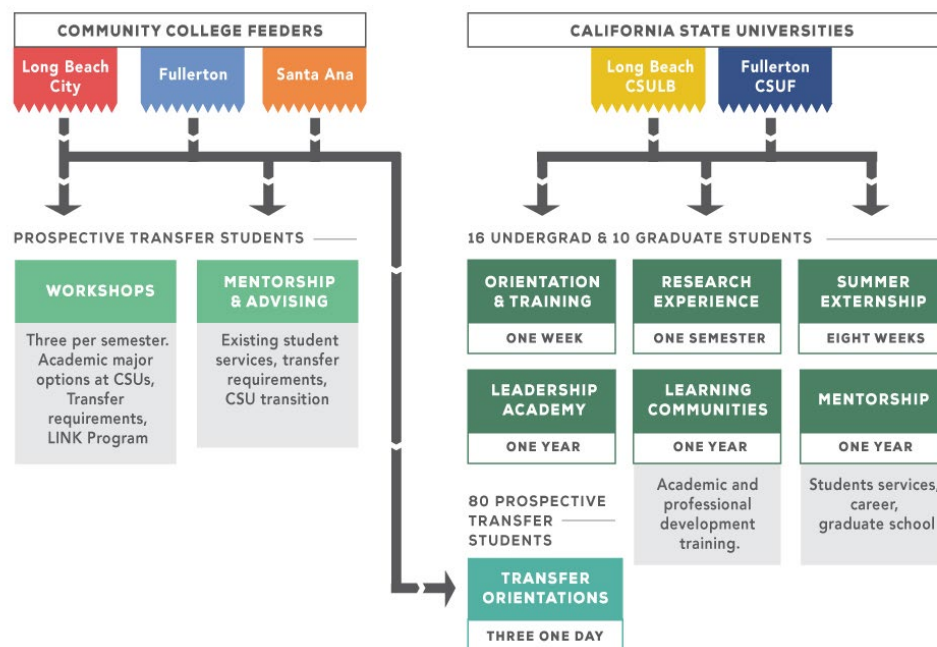 COMMUNITY COLLEGE FEEDERS
Long Beach
City
Fullerton
Santa Ana
PROSPECTIVE TRANSFER STUDENTS
WORKSHOPS
Three per semester.
Academic major
options at CSUs,
Transfer
requirements,
LINK Program
MENTORSHIP
& ADVISING
Existing student
services, transfer
requirements,
CSU transition
CALIFORNIA STATE UNIVERSITIES
Long Beach
CSULB
Fullerton
CSUF
16 UNDERGRAD & 10 GRADUATE STUDENTS
ORIENTATION
& TRAINING
ONE WEEK
RESEARCH
EXPERIENCE
ONE SEMESTER
SUMMER
EXTERNSHIP
EIGHT WEEKS
LEADERSHIP
ACADEMY
ONE YEAR
LEARNING
COMMUNITIES
ONE YEAR
Academic and
professional
development
training.
MENTORSHIP
ONE YEAR
Students services,
career,
graduate school
80 PROSPECTIVE
TRANSFER
STUDENTS
TRANSFER
ORIENTATIONS
THREE ONE DAY